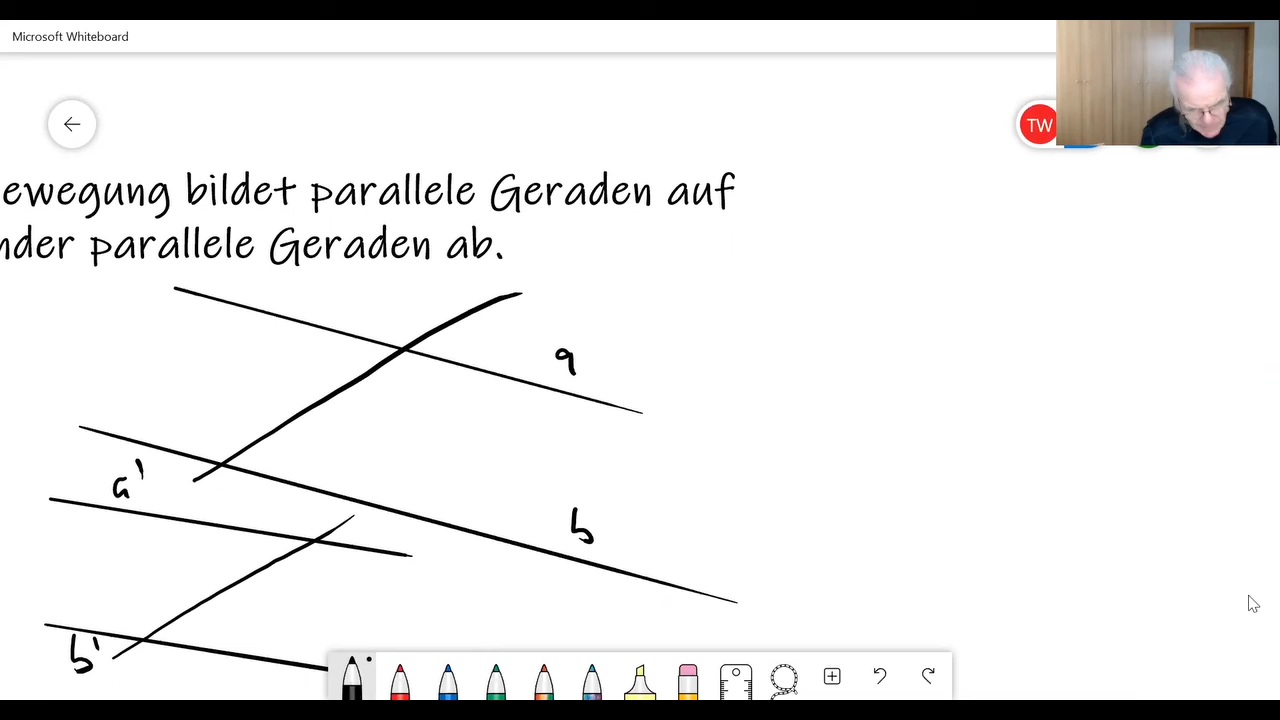 Microsoft Whiteboard
TW
ewegung bildet parallele Geraden auf
nder parallele Geraden ab.
a
a'
b
b'